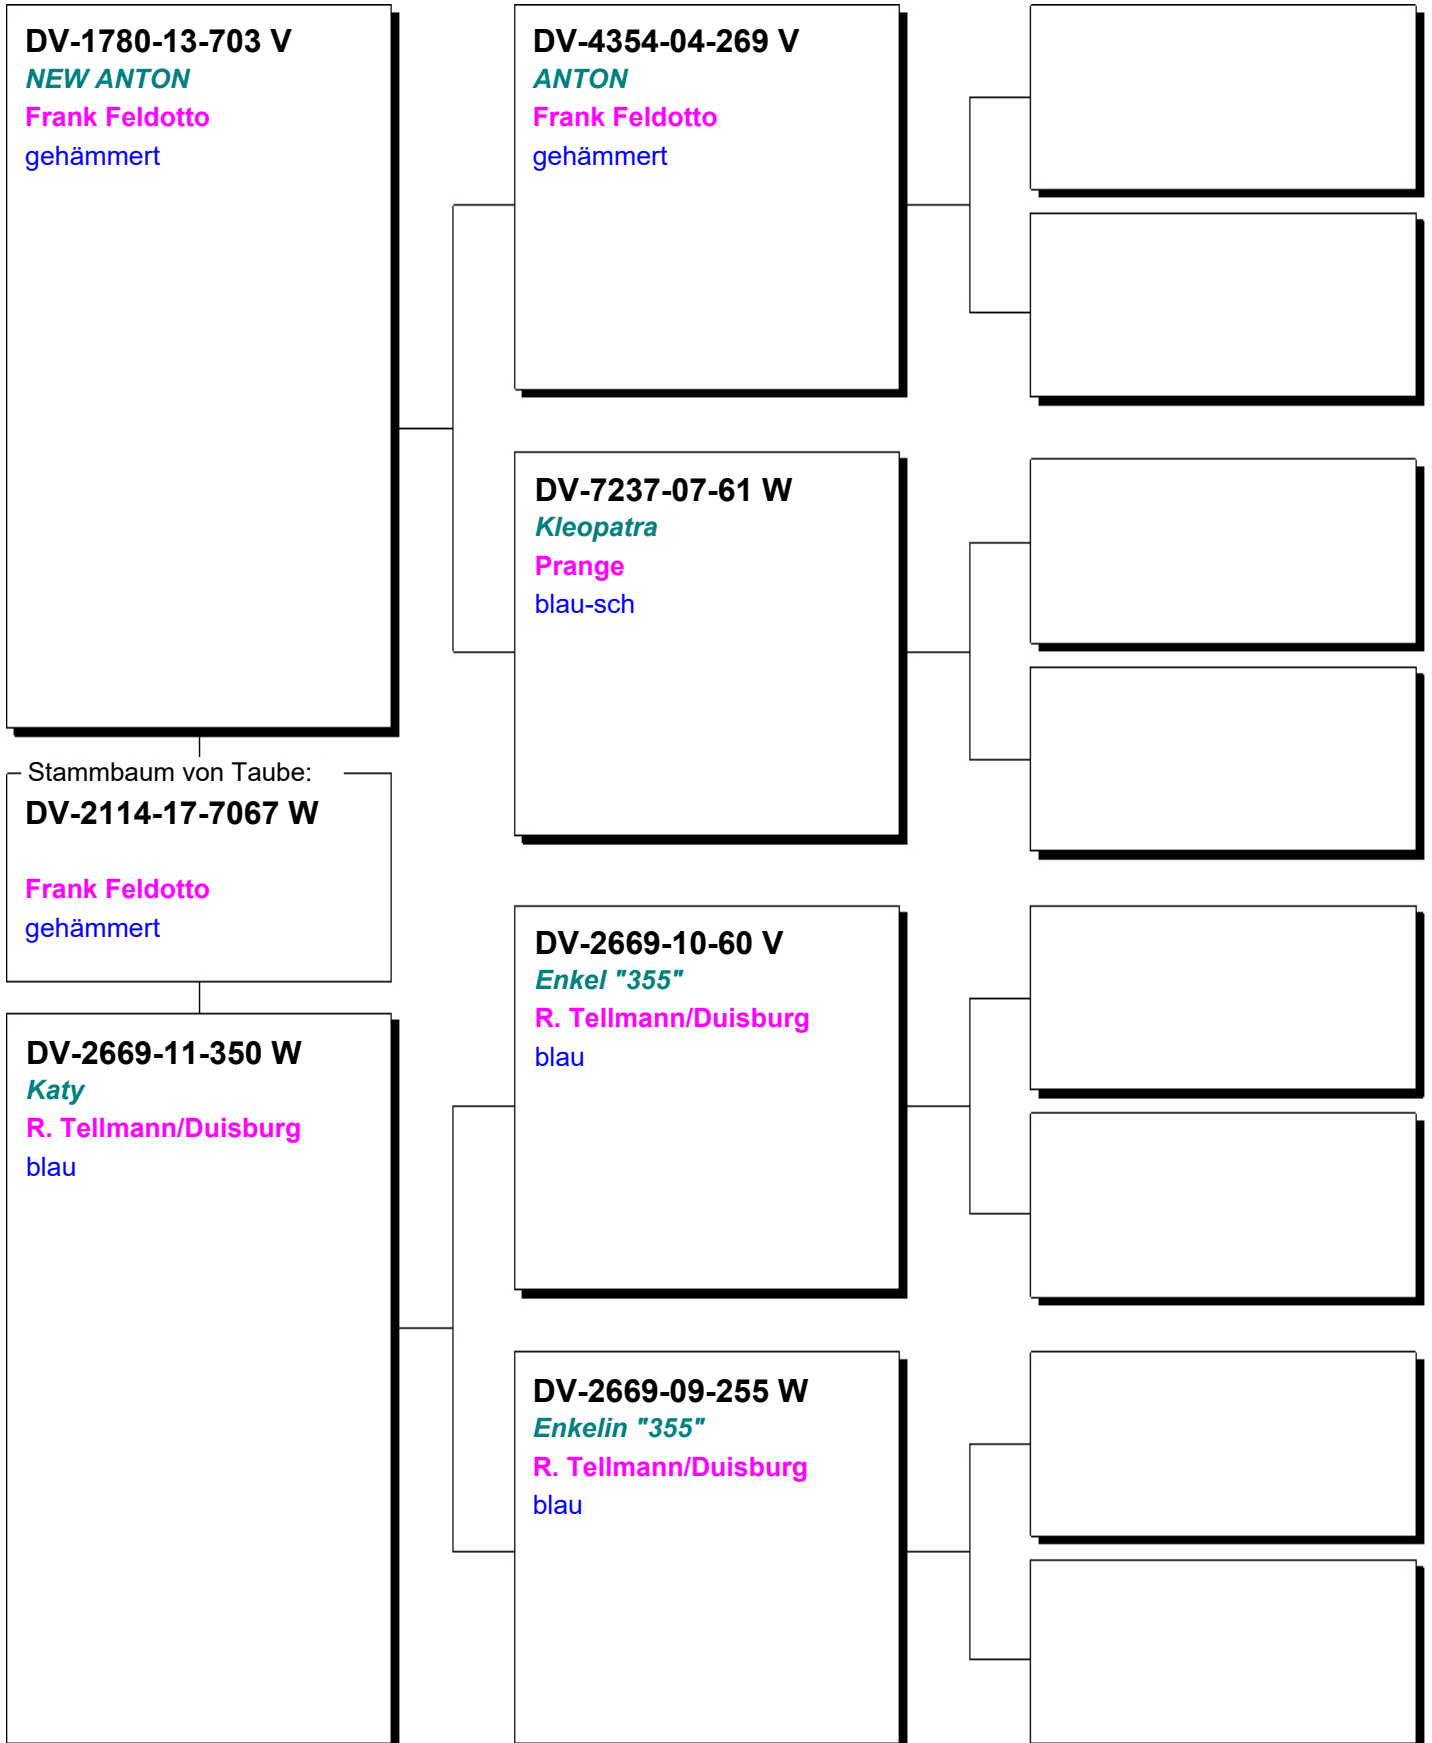 DV-1780-13-703 V
NEW ANTON
Frank Feldotto
gehämmert
Stammbaum von Taube:
DV-2114-17-7067 W
Frank Feldotto
gehämmert
DV-2669-11-350 W
Katy
R. Tellmann/Duisburg
blau
DV-4354-04-269 V
ANTON
Frank Feldotto
gehämmert
DV-7237-07-61 W
Kleopatra
Prange
blau-sch
DV-2669-10-60 V
Enkel "355"
R. Tellmann/Duisburg
blau
DV-2669-09-255 W
Enkelin "355"
R. Tellmann/Duisburg
blau